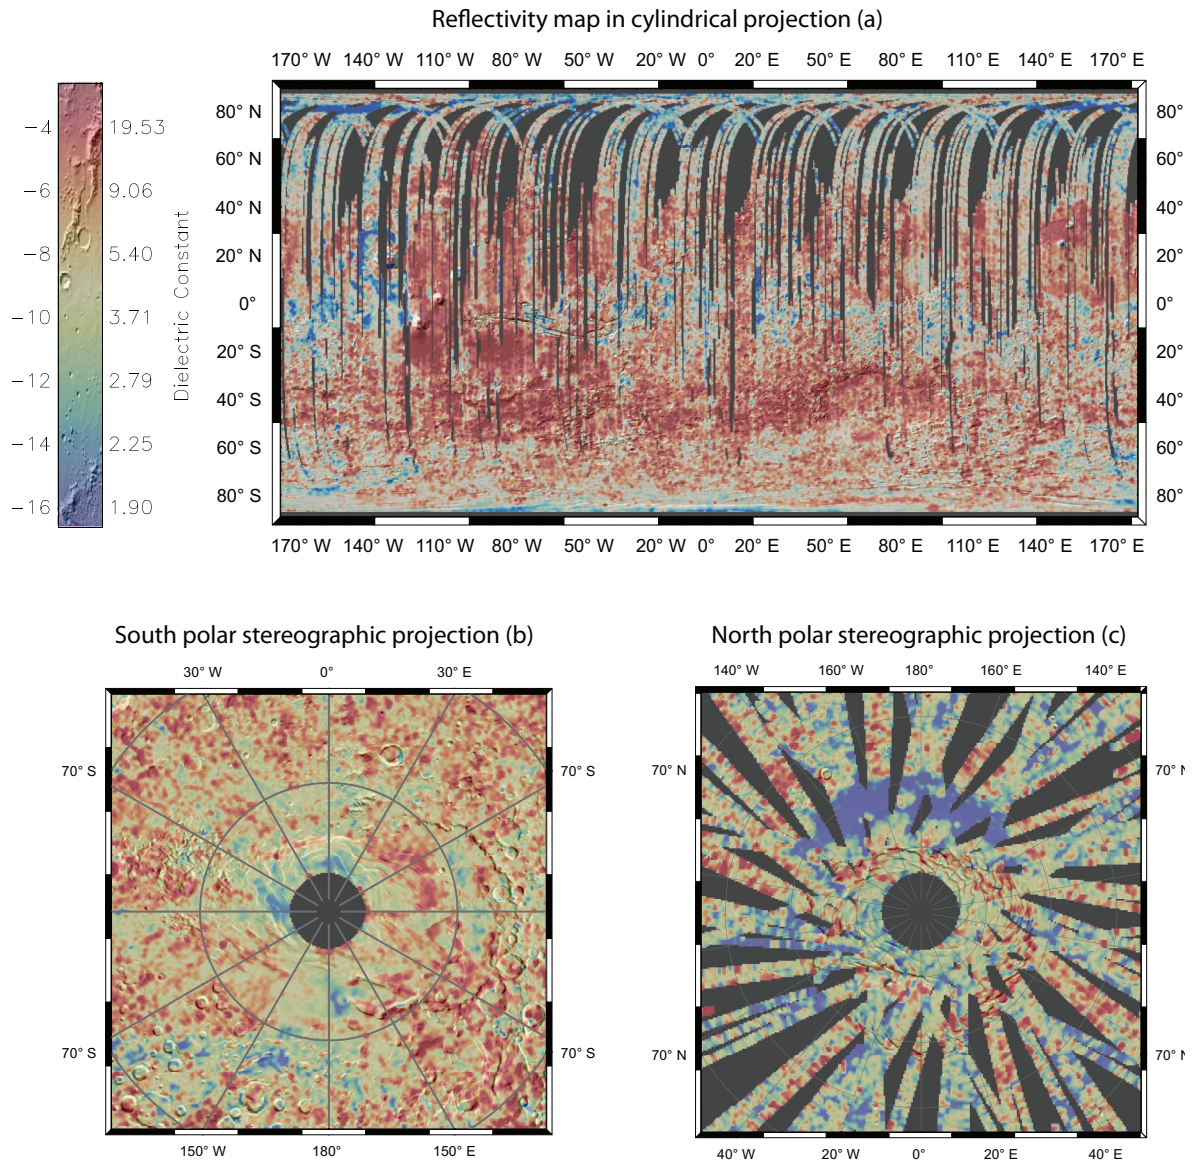 Reflectivity map in cylindrical projection (a)
170° W 140° W 110° W 80° W 50° W 20° W 0° 20° E 50° E 80° E 110° E 140° E 170° E
80° N 80°
−4 19.53
60° N 60°
−6 9.06
40° N 40°
−8 5.40
20° N 20°
Dielectric Constant
0° 0°
−10 3.71
20° S 20°
−12 2.79
40° S 40°
−14 2.25
60° S 60°
80° S 80°
−16 1.90
170° W 140° W 110° W 80° W 50° W 20° W 0° 20° E 50° E 80° E 110° E 140° E 170° E
South polar stereographic projection (b)
30° W 0° 30° E
70° S 70° S
70° S 70° S
150° W 180° W 150° E
North polar stereographic projection (c)
140° W 160° W 180° 160° E 140° E
70° N 70° N
70° N 70° N
40° W 20° W 0° 20° E 40° E